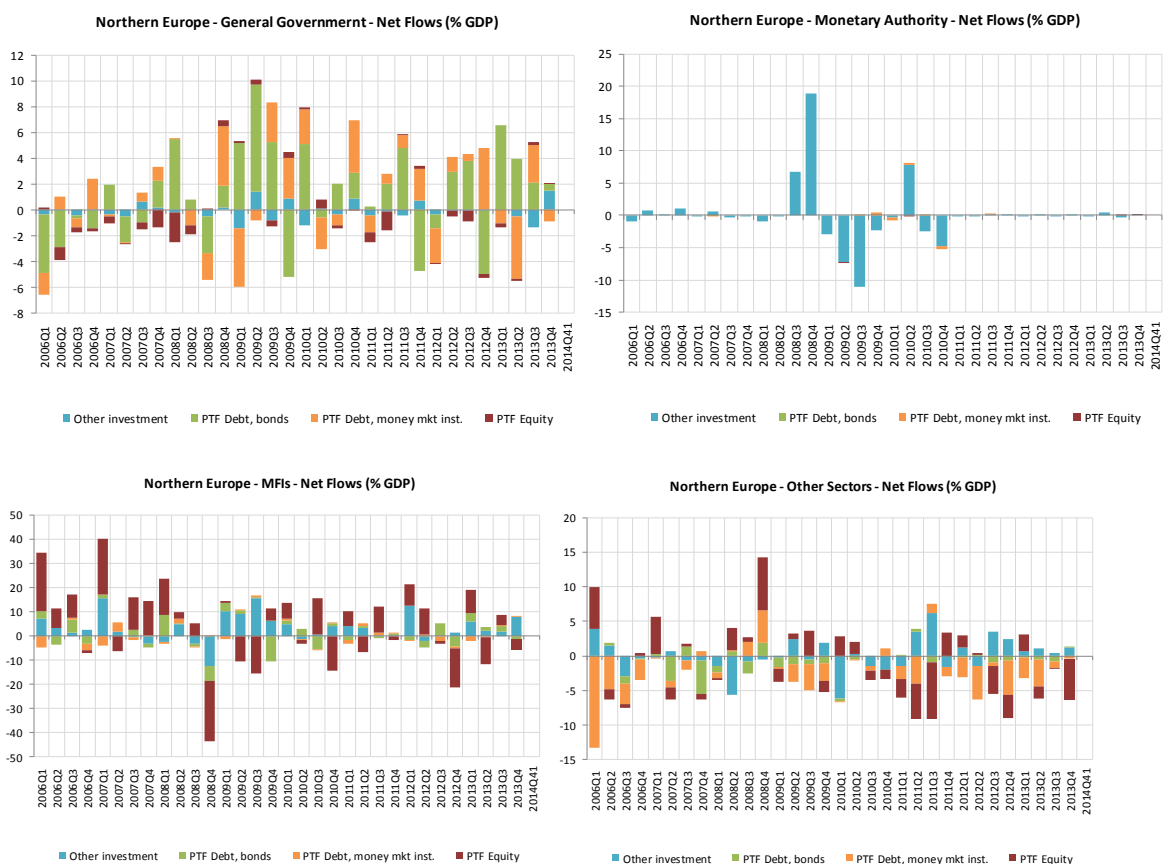 Northern Europe - General Government - Net Flows (% GDP)
12
10
8
6
4
2
0
-2
-4
-6
-8
2006Q1
2006Q2
2006Q3
2006Q4
2007Q1
2007Q2
2007Q3
2007Q4
2008Q1
2008Q2
2008Q3
2008Q4
2009Q1
2009Q2
2009Q3
2009Q4
2010Q1
2010Q2
2010Q3
2010Q4
2011Q1
2011Q2
2011Q3
2011Q4
2012Q1
2012Q2
2012Q3
2012Q4
2013Q1
2013Q2
2013Q3
2013Q4
2014Q41
Other investment PTF Debt, bonds PTF Debt, money mkt inst. PTF Equity
Northern Europe - Monetary Authority - Net Flows (% GDP)
25
20
15
10
5
0
-5
-10
-15
2006Q1
2006Q2
2006Q3
2006Q4
2007Q1
2007Q2
2007Q3
2007Q4
2008Q1
2008Q2
2008Q3
2008Q4
2009Q1
2009Q2
2009Q3
2009Q4
2010Q1
2010Q2
2010Q3
2010Q4
2011Q1
2011Q2
2011Q3
2011Q4
2012Q1
2012Q2
2012Q3
2012Q4
2013Q1
2013Q2
2013Q3
2013Q4
2014Q41
Other investment PTF Debt, bonds PTF Debt, money mkt inst. PTF Equity
Northern Europe - MFIs - Net Flows (% GDP)
50
40
30
20
10
0
-10
-20
-30
-40
-50
2006Q1
2006Q2
2006Q3
2006Q4
2007Q1
2007Q2
2007Q3
2007Q4
2008Q1
2008Q2
2008Q3
2008Q4
2009Q1
2009Q2
2009Q3
2009Q4
2010Q1
2010Q2
2010Q3
2010Q4
2011Q1
2011Q2
2011Q3
2011Q4
2012Q1
2012Q2
2012Q3
2012Q4
2013Q1
2013Q2
2013Q3
2013Q4
2014Q41
Other investment PTF Debt, bonds PTF Debt, money mkt inst. PTF Equity
Northern Europe - Other Sectors - Net Flows (% GDP)
20
15
10
5
0
-5
-10
-15
2006Q1
2006Q2
2006Q3
2006Q4
2007Q1
2007Q2
2007Q3
2007Q4
2008Q1
2008Q2
2008Q3
2008Q4
2009Q1
2009Q2
2009Q3
2009Q4
2010Q1
2010Q2
2010Q3
2010Q4
2011Q1
2011Q2
2011Q3
2011Q4
2012Q1
2012Q2
2012Q3
2012Q4
2013Q1
2013Q2
2013Q3
2013Q4
2014Q41
Other investment PTF Debt, bonds PTF Debt, money mkt inst. PTF Equity